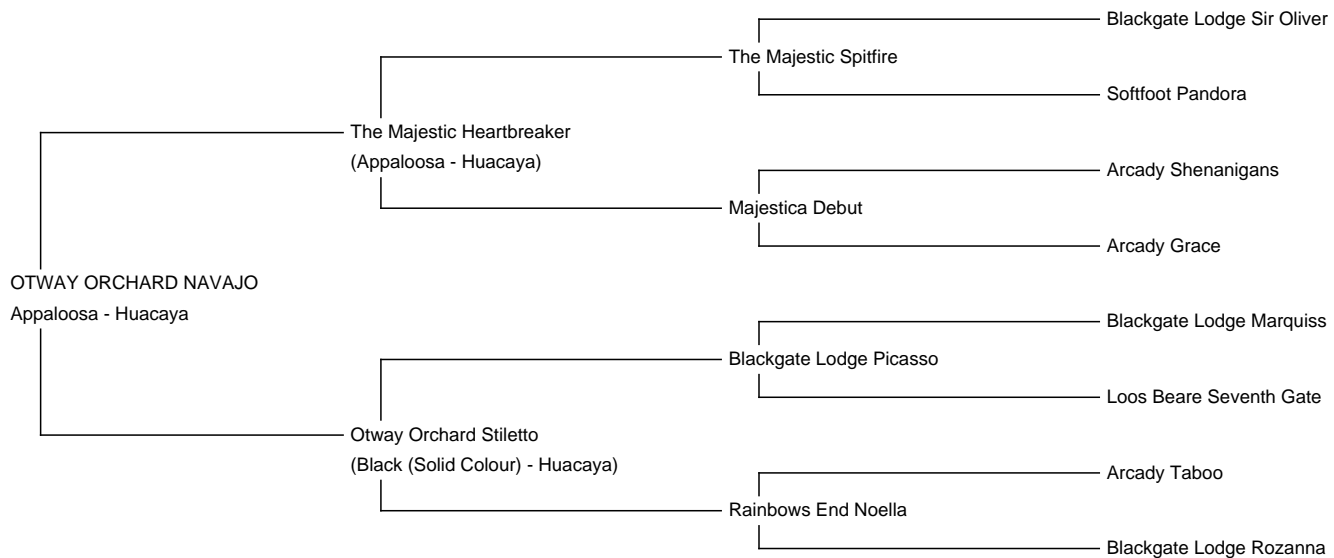 Blackgate Lodge Sir Oliver
The Majestic Spitfire
Softfoot Pandora
The Majestic Heartbreaker
(Appaloosa - Huacaya)
Arcady Shenanigans
Majestica Debut
Arcady Grace
OTWAY ORCHARD NAVAJO
Appaloosa - Huacaya
Blackgate Lodge Marquiss
Blackgate Lodge Picasso
Loos Beare Seventh Gate
Otway Orchard Stiletto
(Black (Solid Colour) - Huacaya)
Arcady Taboo
Rainbows End Noella
Blackgate Lodge Rozanna